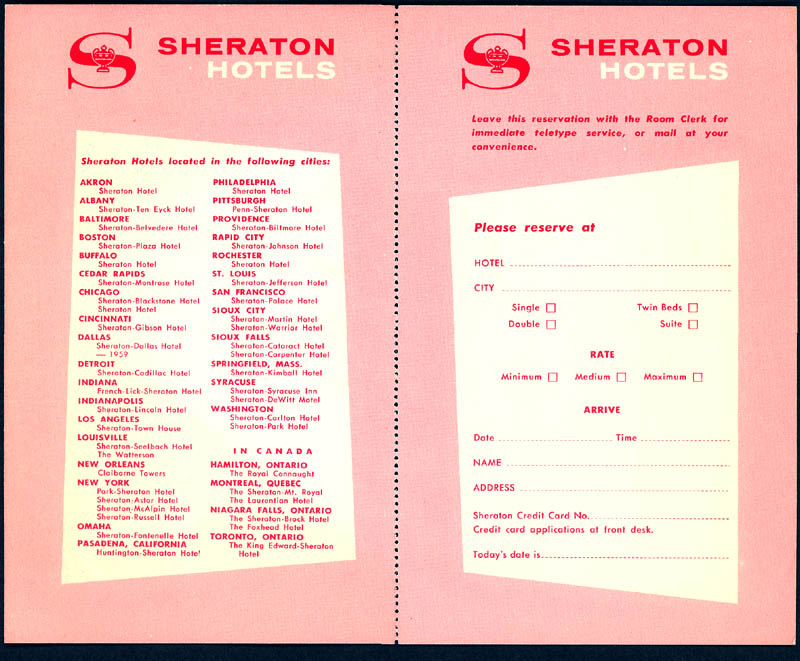 S
SHERATON
HOTELS
Sheraton Hotels located in the following cities:
AKRON
Sheraton Hotel
ALBANY
Sheraton-Ten Eyck Hotel
BALTIMORE
Sheraton-Belvedere Hotel
BOSTON
Sheraton-Plaza Hotel
BUFFALO
Sheraton Hotel
CEDAR RAPIDS
Sheraton-Montrose Hotel
CHICAGO
Sheraton-Blackstone Hotel
Sheraton Hotel
CINCINNATI
Sheraton-Gibson Hotel
DALLAS
Sheraton-Dallas Hotel
— 1959
DETROIT
Sheraton-Cadillac Hotel
INDIANA
French-Lick-Sheraton Hotel
INDIANAPOLIS
Sheraton-Lincoln Hotel
LOS ANGELES
Sheraton-Town House
LOUISVILLE
Sheraton-Seelbach Hotel
The Watterson
NEW ORLEANS
Claiborne Towers
NEW YORK
Park-Sheraton Hotel
Sheraton-Astor Hotel
Sheraton-McAlpin Hotel
Sheraton-Russell Hotel
OMAHA
Sheraton-Fontenelle Hotel
PASADENA, CALIFORNIA
Huntington-Sheraton Hotel
PHILADELPHIA
Sheraton Hotel
PITTSBURGH
Penn-Sheraton Hotel
PROVIDENCE
Sheraton-Biltmore Hotel
RAPID CITY
Sheraton-Johnson Hotel
ROCHESTER
Sheraton Hotel
ST. LOUIS
Sheraton-Jefferson Hotel
SAN FRANCISCO
Sheraton-Palace Hotel
SIOUX CITY
Sheraton-Martin Hotel
Sheraton-Warrior Hotel
SIOUX FALLS
Sheraton-Cataract Hotel
Sheraton-Carpenter Hotel
SPRINGFIELD, MASS.
Sheraton-Kimball Hotel
SYRACUSE
Sheraton-Syracuse Inn
Sheraton-DeWitt Motel
WASHINGTON
Sheraton-Carlton Hotel
Sheraton-Park Hotel
IN CANADA
HAMILTON, ONTARIO
The Royal Connaught
MONTREAL, QUEBEC
The Sheraton-Mt. Royal
The Laurentian Hotel
NIAGARA FALLS, ONTARIO
The Sheraton-Brock Hotel
The Foxhead Hotel
TORONTO, ONTARIO
The King Edward-Sheraton
Hotel
S
SHERATON
HOTELS
Leave this reservation with the Room Clerk for
immediate teletype service, or mail at your
convenience.
Please reserve at
HOTEL
CITY
Single Twin Beds
Double Suite
RATE
Minimum Medium Maximum
ARRIVE
Date Time
NAME
ADDRESS
Sheraton Credit Card No.
Credit card applications at front desk.
Today's date is